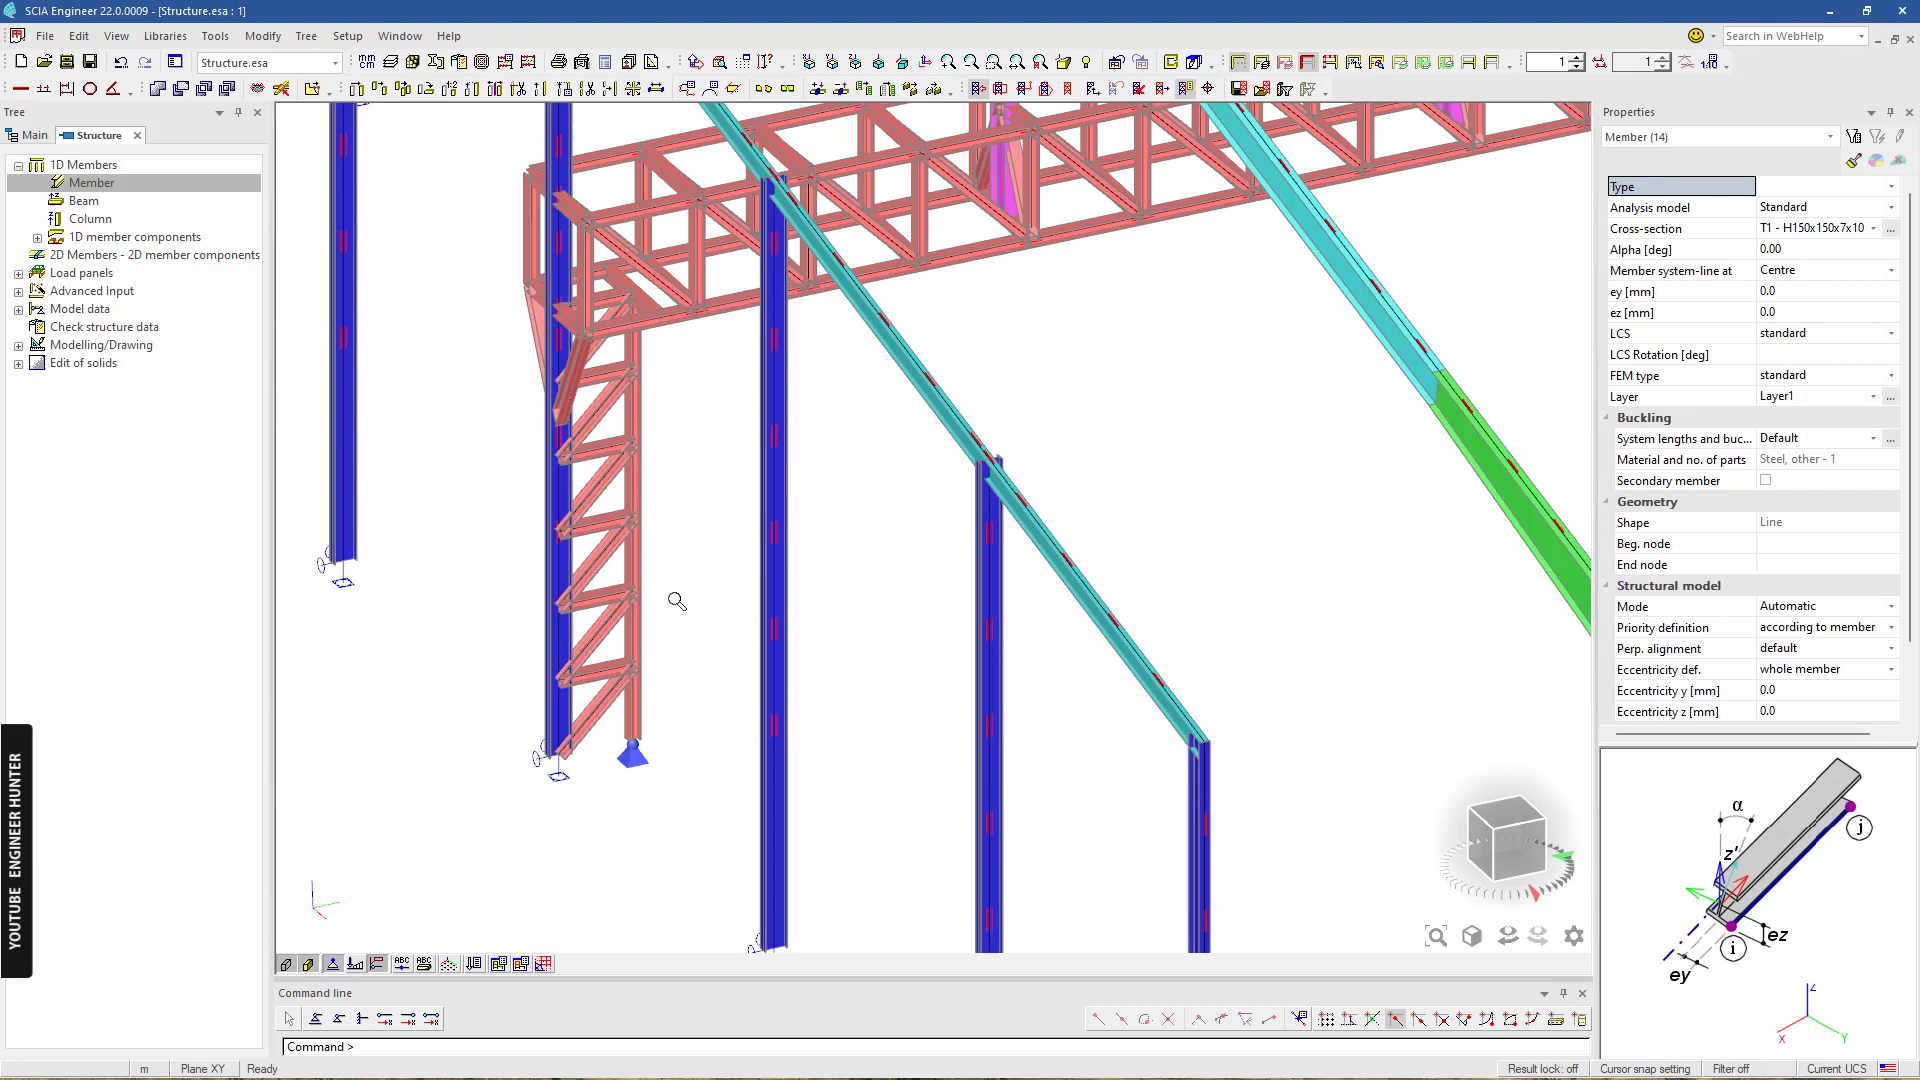 SCIA Engineer 22.0.0009 - [Structure.esa : 1]
File Edit View Libraries Tools Modify Tree Setup Window Help
Search in WebHelp
Structure.esa
1
1
Tree
Main
Structure
1D Members
Member
Beam
Column
1D member components
2D Members - 2D member components
Load panels
Advanced Input
Model data
Check structure data
Modelling/Drawing
Edit of solids
YOUTUBE ENGINEER HUNTER
Properties
Member (14)
Type
Analysis model Standard
Cross-section T1 - H150x150x7x10
Alpha [deg] 0.00
Member system-line at Centre
ey [mm] 0.0
ez [mm] 0.0
LCS standard
LCS Rotation [deg]
FEM type standard
Layer Layer1
Buckling
System lengths and buc... Default
Material and no. of parts Steel, other - 1
Secondary member
Geometry
Shape Line
Beg. node
End node
Structural model
Mode Automatic
Priority definition according to member
Perp. alignment default
Eccentricity def. whole member
Eccentricity y [mm] 0.0
Eccentricity z [mm] 0.0
α
j
z'
ez
i
ey
Z
X
Y
Command line
Command >
m Plane XY Ready
Result lock: off Cursor snap setting Filter off Current UCS